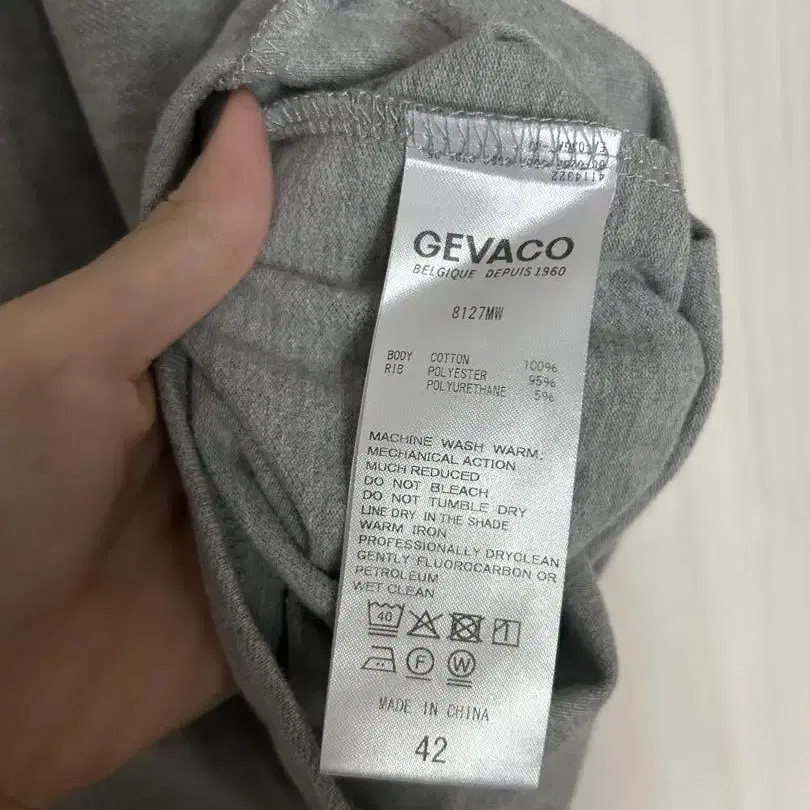 4114322
GEVACO
BELGIQUE DEPUIS 1960
8127MW
BODY COTTON 100%
RIB POLYESTER 95%
POLYURETHANE 5%
MACHINE WASH WARM.
MECHANICAL ACTION
MUCH REDUCED
DO NOT BLEACH
DO NOT TUMBLE DRY
LINE DRY IN THE SHADE
WARM IRON
PROFESSIONALLY DRYCLEAN
GENTLY FLUOROCARBON OR
PETROLEUM
WET CLEAN
40
F W
MADE IN CHINA
42